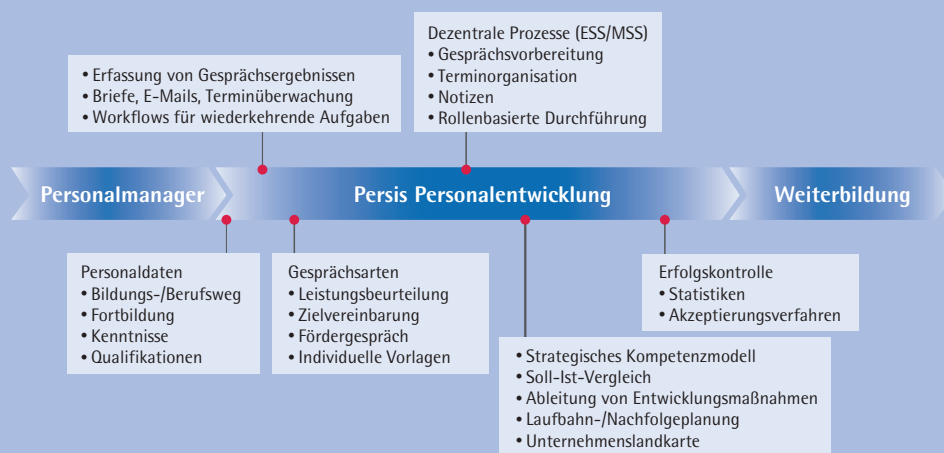 Dezentrale Prozesse (ESS/MSS)
• Gesprächsvorbereitung
• Terminorganisation
• Notizen
• Rollenbasierte Durchführung
• Erfassung von Gesprächsergebnissen
• Briefe, E-Mails, Terminüberwachung
• Workflows für wiederkehrende Aufgaben
Personalmanager
Persis Personalentwicklung
Weiterbildung
Personaldaten
• Bildungs-/Berufsweg
• Fortbildung
• Kenntnisse
• Qualifikationen
Gesprächsarten
• Leistungsbeurteilung
• Zielvereinbarung
• Fördergespräch
• Individuelle Vorlagen
Erfolgskontrolle
• Statistiken
• Akzeptierungsverfahren
• Strategisches Kompetenzmodell
• Soll-Ist-Vergleich
• Ableitung von Entwicklungsmaßnahmen
• Laufbahn-/Nachfolgeplanung
• Unternehmenslandkarte